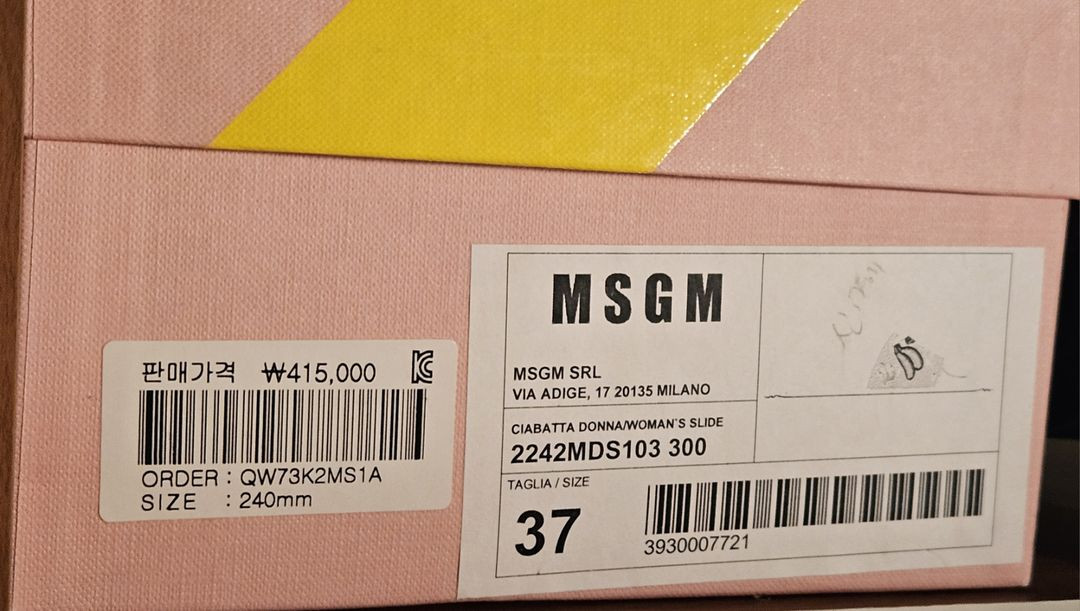 판매가격 ₩415,000
ORDER : QW73K2MS1A
SIZE : 240mm
MSGM
MSGM SRL
VIA ADIGE, 17 20135 MILANO
CIABATTA DONNA/WOMAN'S SLIDE
2242MDS103 300
TAGLIA / SIZE
37
3930007721